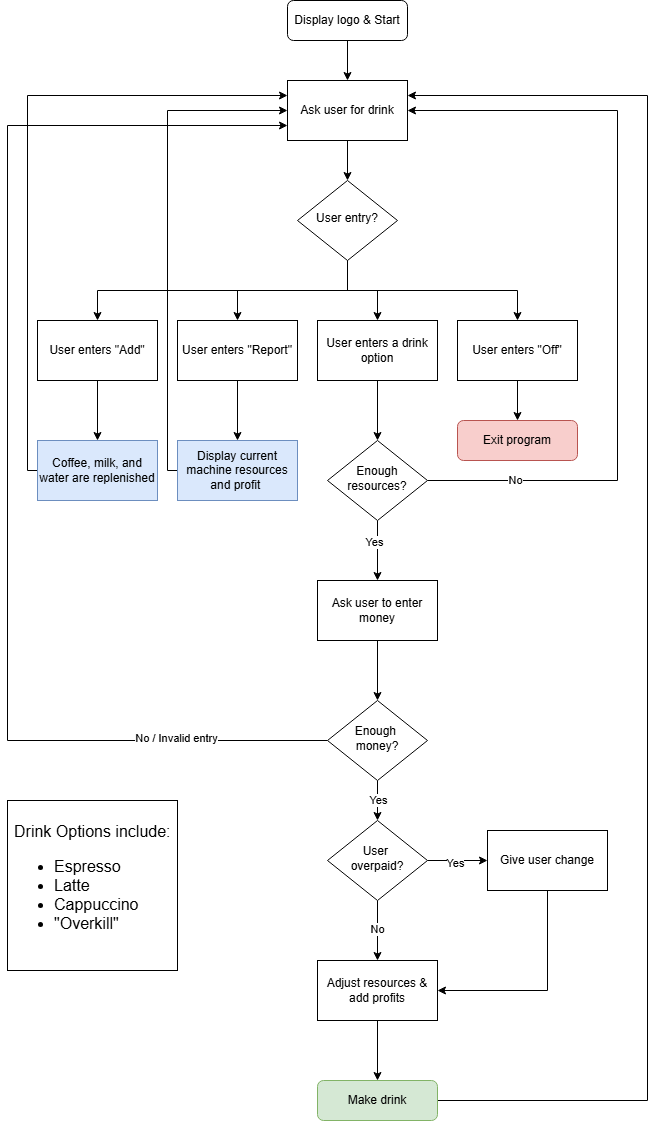 Display logo & Start
Ask user for drink
User entry?
User enters "Add"
User enters "Report"
User enters a drink
option
User enters "Off"
Coffee, milk, and
water are replenished
Display current
machine resources
and profit
Enough
resources?
Exit program
No
Yes
Ask user to enter
money
Enough
money?
No / Invalid entry
Yes
User
overpaid?
Yes
Give user change
No
Adjust resources &
add profits
Make drink
Drink Options include:
• Espresso
• Latte
• Cappuccino
• "Overkill"